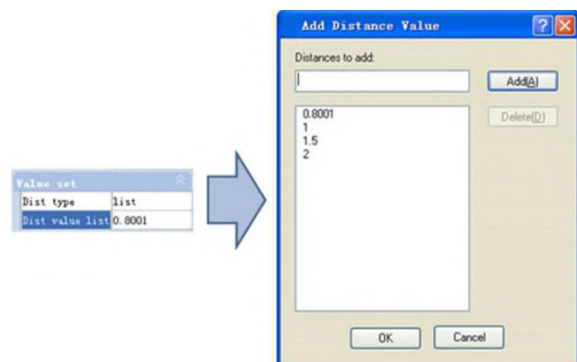 Value set
Dist type list
Dist value list 0.8001
Add Distance Value
Distances to add:
Add(A)
0.8001
1
1.5
2
Delete(D)
OK
Cancel